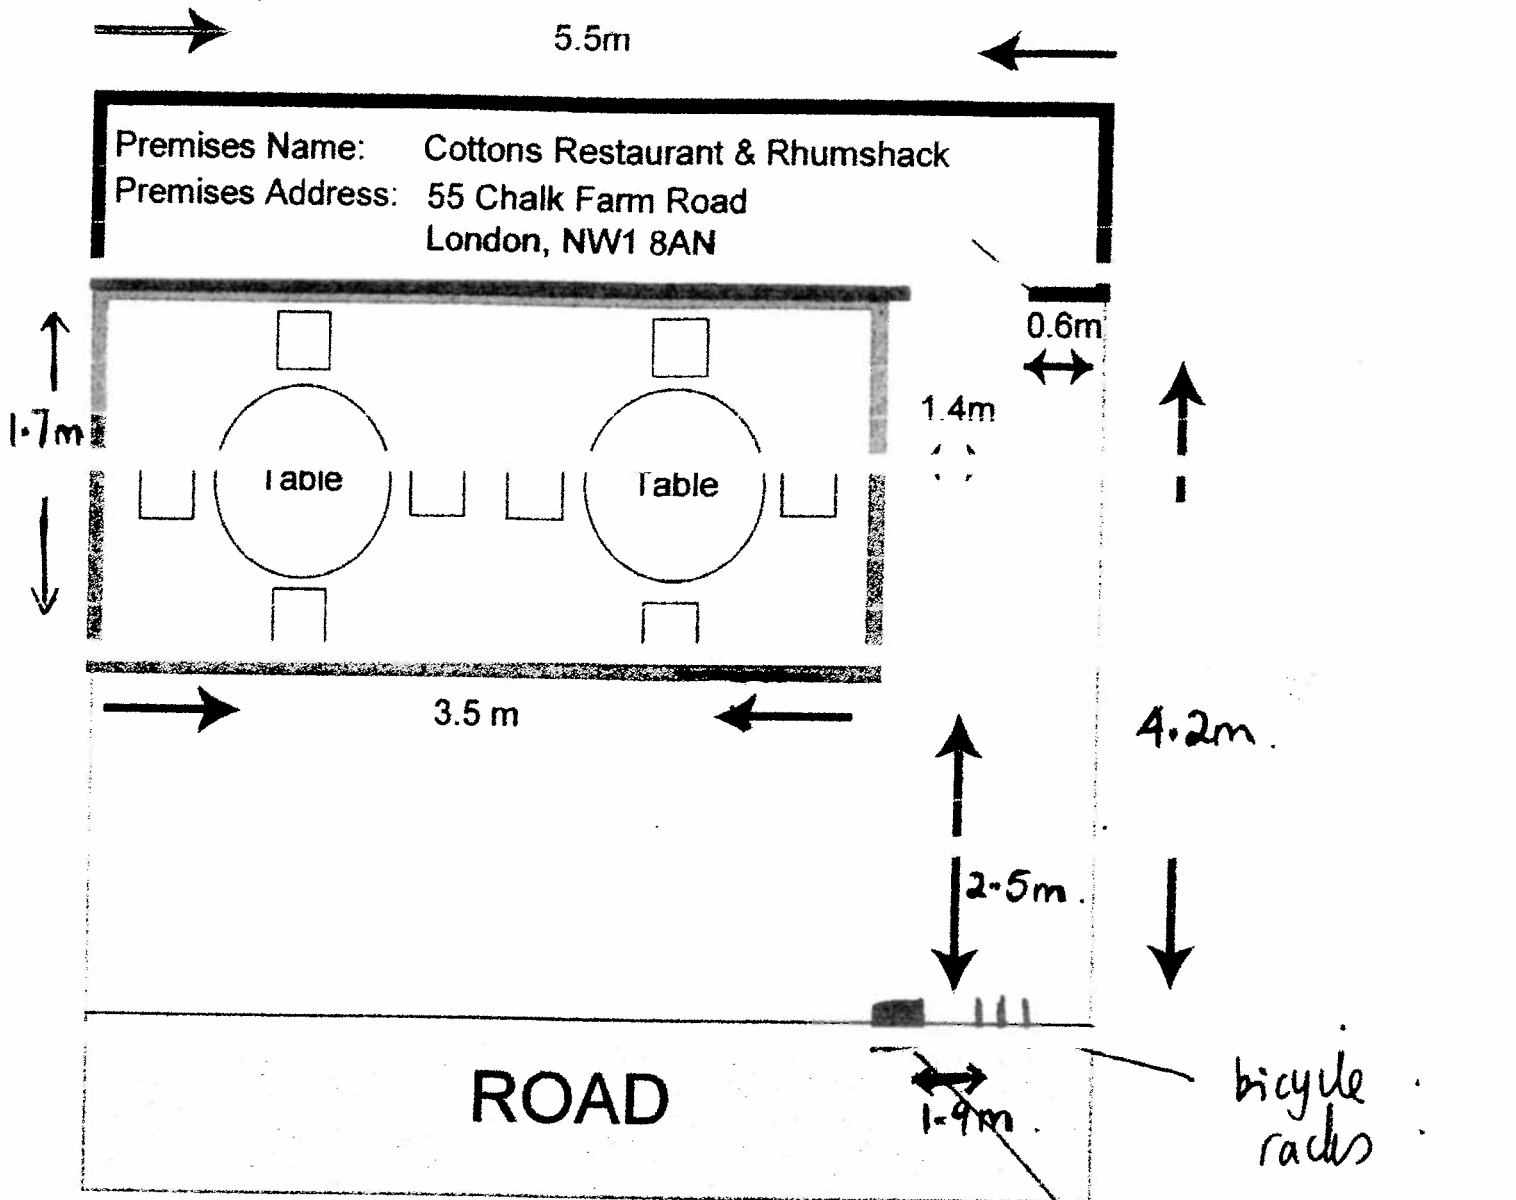 5.5m
Premises Name: Cottons Restaurant & Rhumshack
Premises Address: 55 Chalk Farm Road
London, NW1 8AN
0.6m
1.4m
1.7m
Table Table
3.5 m
4.2m.
2.5m.
ROAD
1.9m.
bicycle
racks